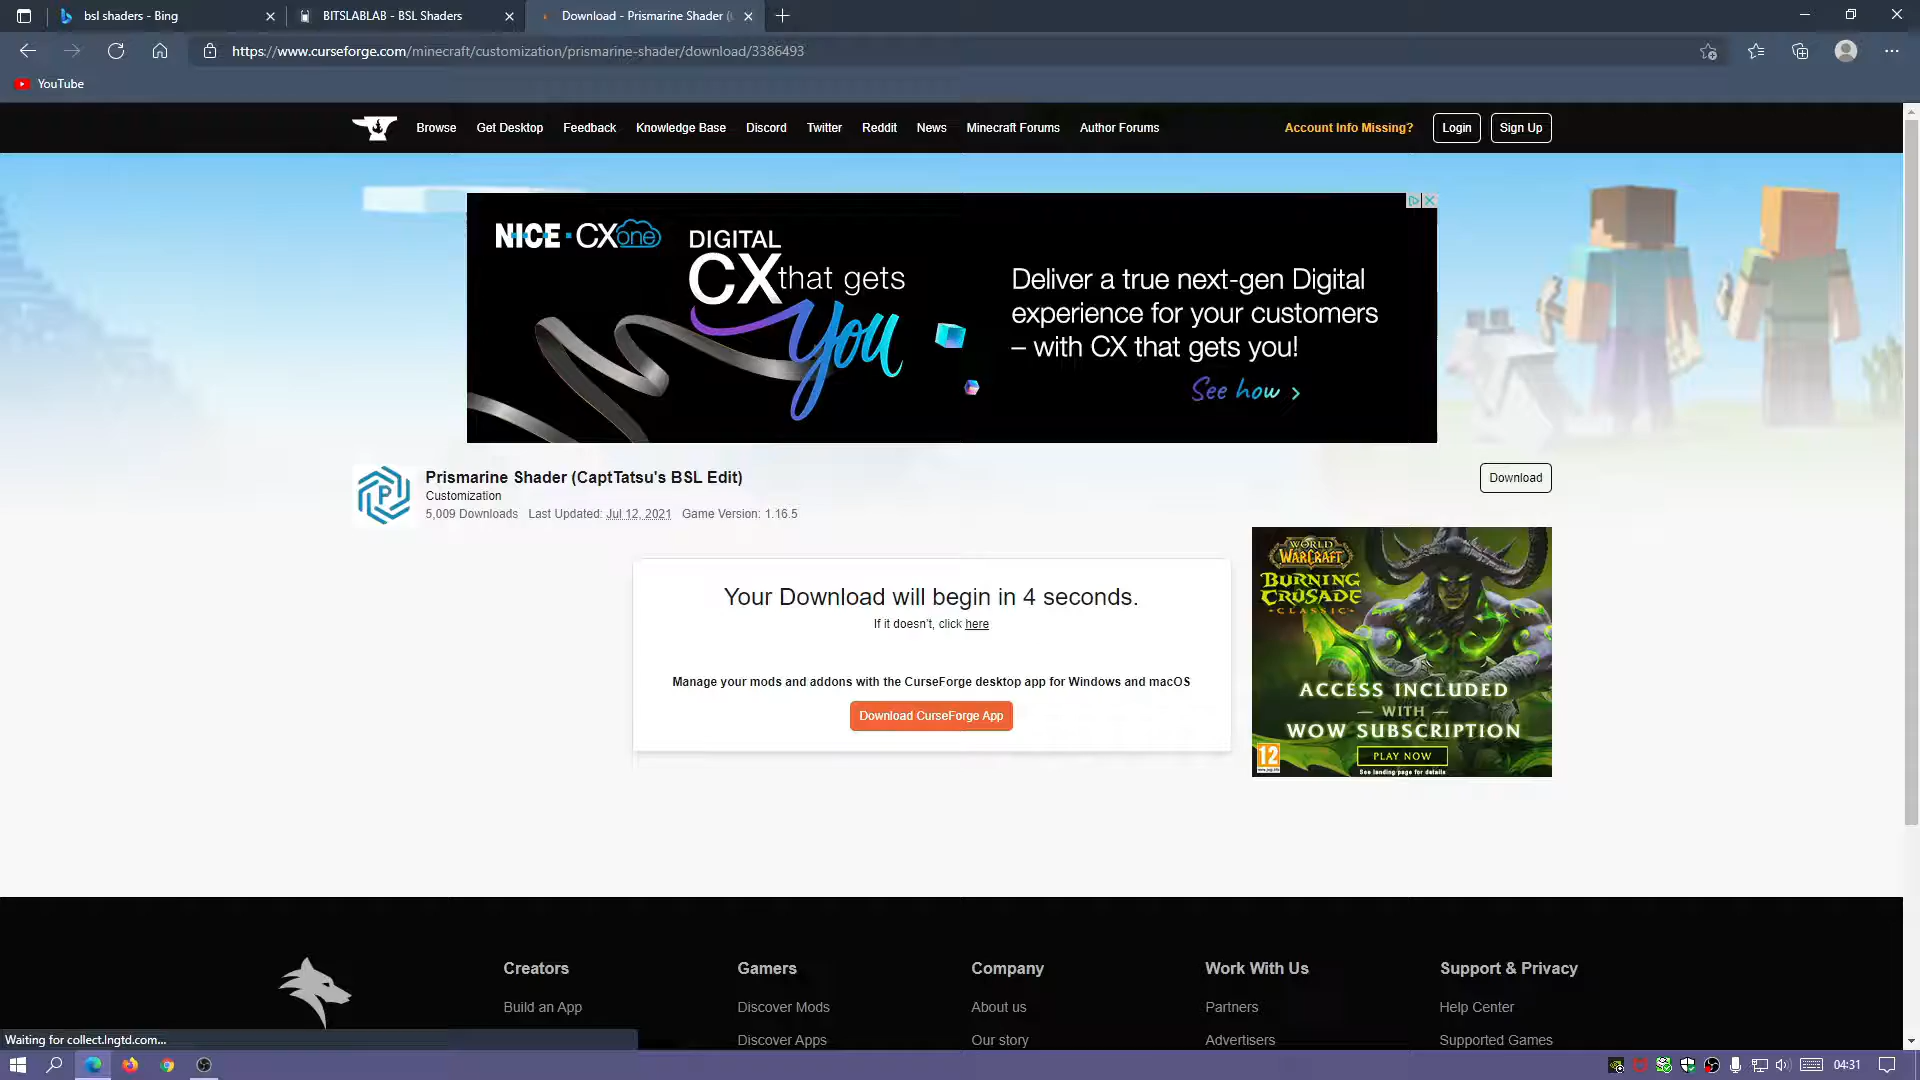 bsl shaders - Bing
BITSLABLAB - BSL Shaders
Download - Prismarine Shader (
https://www.curseforge.com/minecraft/customization/prismarine-shader/download/3386493
YouTube
Browse Get Desktop Feedback Knowledge Base Discord Twitter Reddit News Minecraft Forums Author Forums Account Info Missing? Login Sign Up
NICE CXone
DIGITAL
CX that gets
you
Deliver a true next-gen Digital
experience for your customers
– with CX that gets you!
See how >
Prismarine Shader (CaptTatsu's BSL Edit)
Download
Customization
5,009 Downloads Last Updated: Jul 12, 2021 Game Version: 1.16.5
Your Download will begin in 4 seconds.
If it doesn't, click here
Manage your mods and addons with the CurseForge desktop app for Windows and macOS
Download CurseForge App
WORLD
OF
WARCRAFT
BURNING
CRUSADE
CLASSIC
ACCESS INCLUDED
— WITH —
WOW SUBSCRIPTION
PLAY NOW
See landing page for details
12
Creators Gamers Company Work With Us Support & Privacy
Build an App Discover Mods About us Partners Help Center
Discover Apps Our story Advertisers Supported Games
Waiting for collect.lngtd.com...
04:31